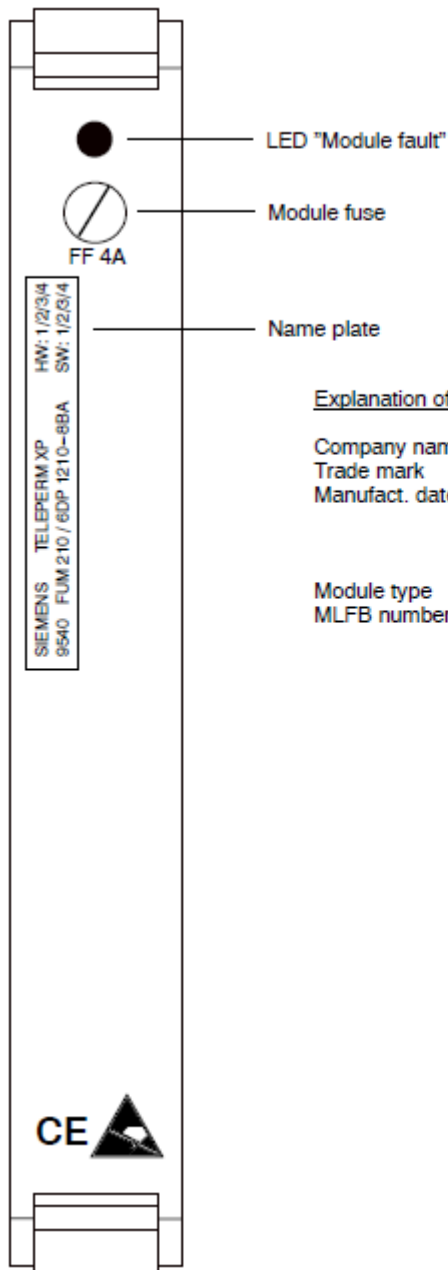 LED "Module fault"
Module fuse
FF 4A
Name plate
SIEMENS TELEPERM XP HW: 1/2/3/4
9540 FUM 210 / 6DP 1210–8BA SW: 1/2/3/4
Explanation of
Company nam
Trade mark
Manufact. date
Module type
MLFB number
CE